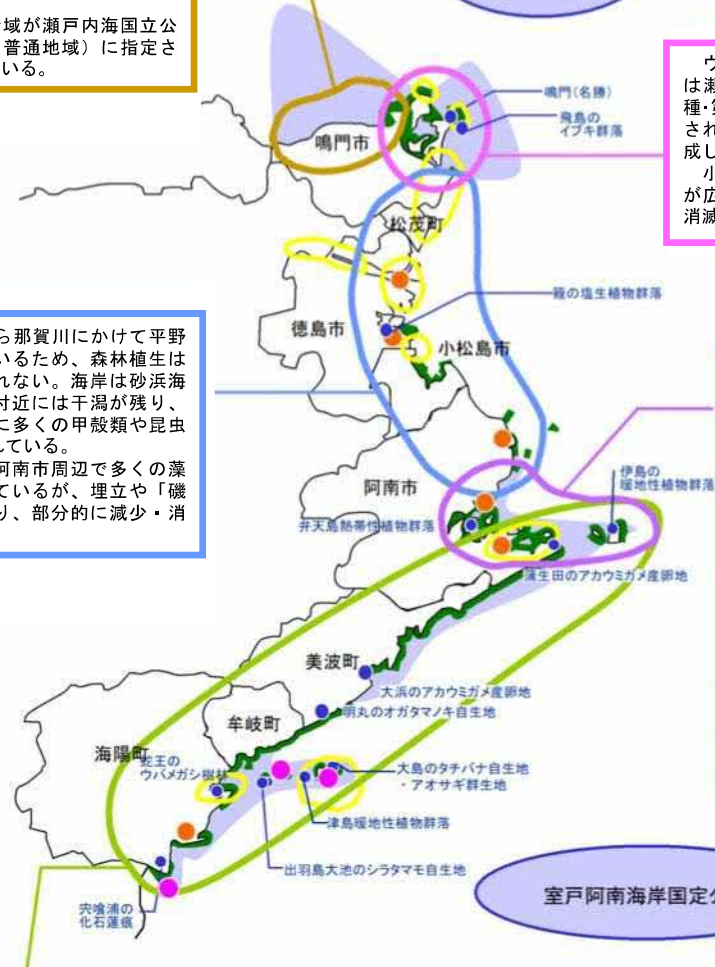 域が瀬戸内海国立公
普通地域）に指定さ
いる。
ウ
は瀬
種・
され
成し
小
が広
消滅
鳴門（名勝）
飛島の
イブキ群落
鳴門市
松茂町
籠の塩生植物群落
徳島市
小松島市
ら那賀川にかけて平野
いるため、森林植生は
れない。海岸は砂浜海
付近には干潟が残り、
に多くの甲殻類や昆虫
している。
阿南市周辺で多くの藻
ているが、埋立や「磯
り、部分的に減少・消
阿南市
伊島の
暖地性植物群落
弁天島熱帯性植物群落
蒲生田のアカウミガメ産卵地
美波町
大浜のアカウミガメ産卵地
明丸のオガタマノキ自生地
牟岐町
海陽町
蛇王の
ウバメガシ樹林
大島のタチバナ自生地
・アオサギ群生地
津島暖地性植物群落
出羽島大池のシラタマモ自生地
宍喰浦の
化石漣痕
室戸阿南海岸国定公